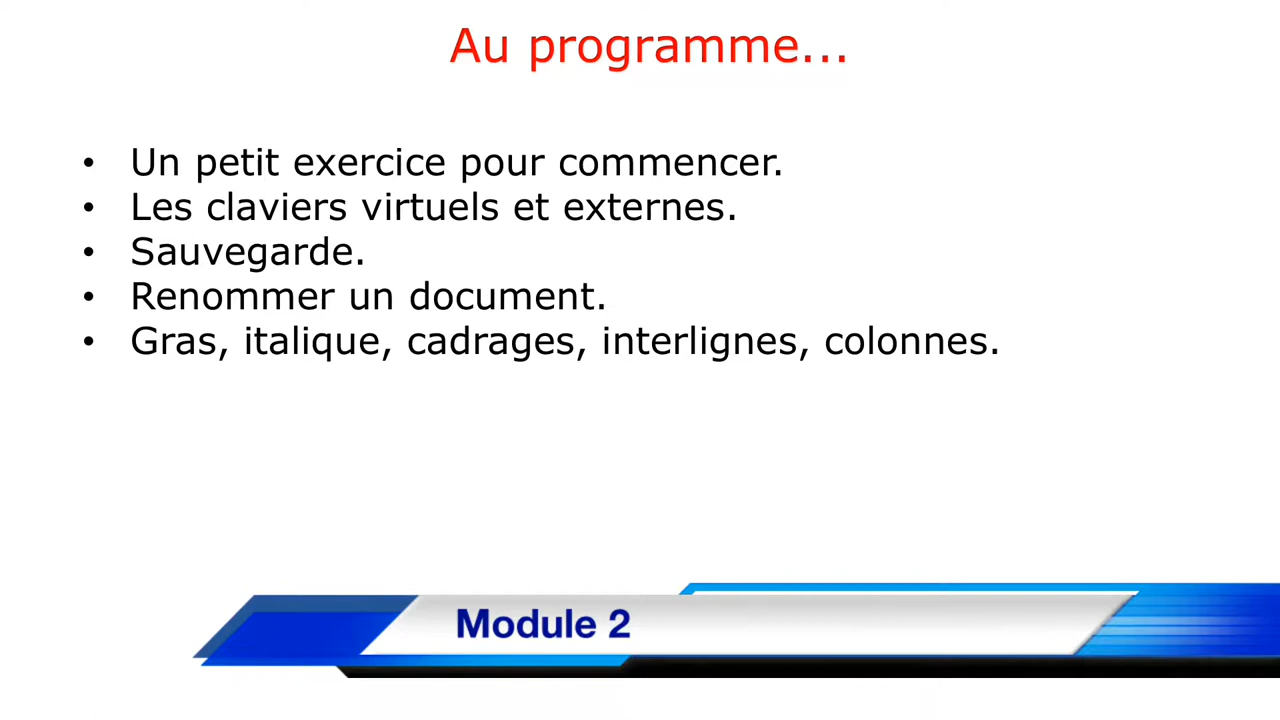 Au programme...
• Un petit exercice pour commencer.
• Les claviers virtuels et externes.
• Sauvegarde.
• Renommer un document.
• Gras, italique, cadrages, interlignes, colonnes.
Module 2